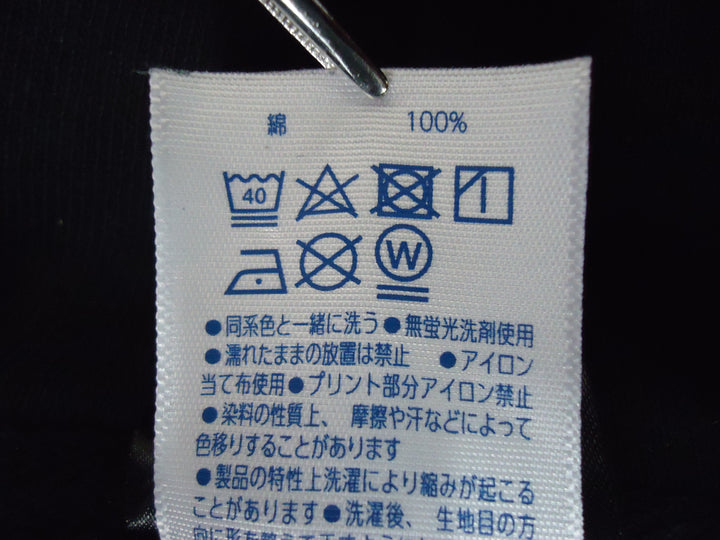 綿 100%
40
W
●同系色と一緒に洗う●無蛍光洗剤使用
●濡れたままの放置は禁止 ●アイロン
当て布使用●プリント部分アイロン禁止
●染料の性質上、摩擦や汗などによって
色移りすることがあります
●製品の特性上洗濯により縮みが起こる
ことがあります●洗濯後、生地目の方